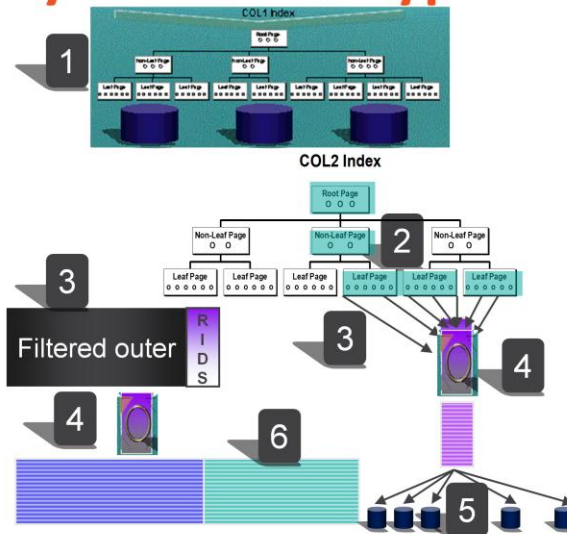 COL1 Index
Root Page
Non-Leaf Page Non-Leaf Page Non-Leaf Page
Leaf Page Leaf Page Leaf Page Leaf Page Leaf Page Leaf Page Leaf Page Leaf Page Leaf Page
1
COL2 Index
Root Page
Non-Leaf Page Non-Leaf Page Non-Leaf Page
2
Leaf Page Leaf Page Leaf Page Leaf Page Leaf Page Leaf Page
3
Filtered outer
RIDS
3
4
4
6
5